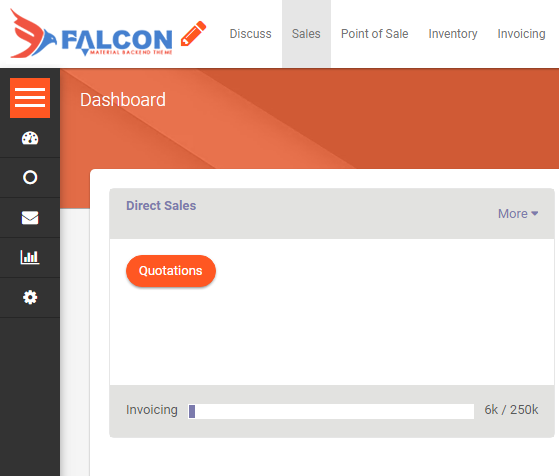 FALCON
MATERIAL BACKEND THEME
Discuss Sales Point of Sale Inventory Invoicing
Dashboard
Direct Sales
More
Quotations
Invoicing 6k / 250k